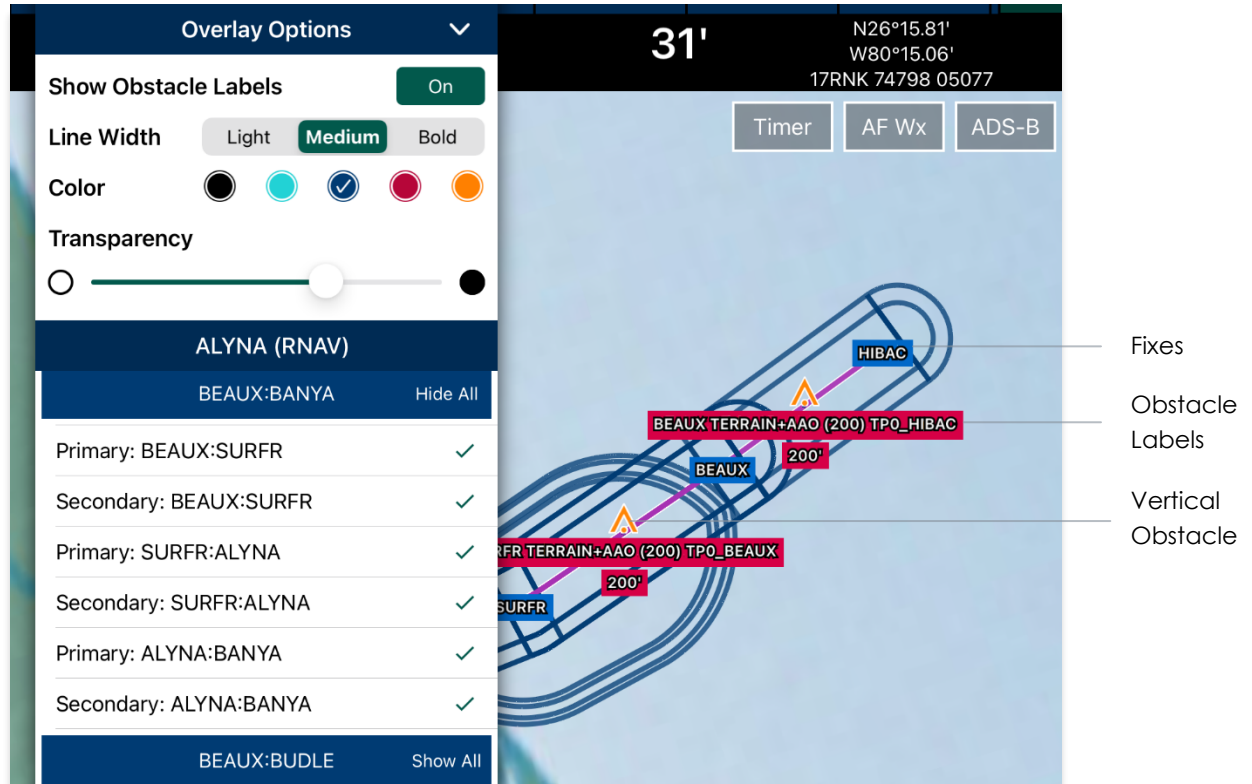 Overlay Options
31'
N26°15.81'
W80°15.06'
17RNK 74798 05077
Show Obstacle Labels On
Line Width Light Medium Bold
Timer AF Wx ADS-B
Color
Transparency
ALYNA (RNAV)
BEAUX:BANYA Hide All
Primary: BEAUX:SURFR
Secondary: BEAUX:SURFR
Primary: SURFR:ALYNA
Secondary: SURFR:ALYNA
Primary: ALYNA:BANYA
Secondary: ALYNA:BANYA
BEAUX:BUDLE Show All
HIBAC
BEAUX TERRAIN+AAO (200) TP0_HIBAC
200'
BEAUX
RFR TERRAIN+AAO (200) TP0_BEAUX
200'
SURFR
Fixes
Obstacle
Labels
Vertical
Obstacle